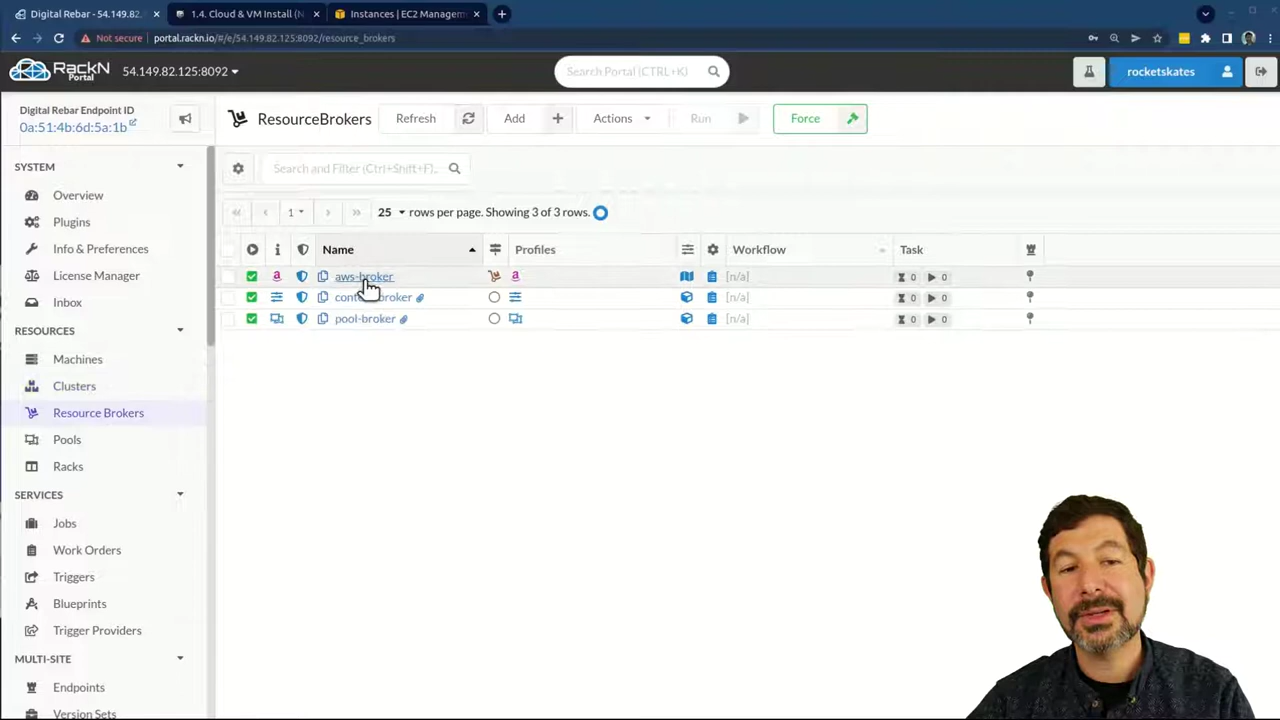 Digital Rebar - 54.149.82.
1.4. Cloud & VM Install (N
Instances | EC2 Managem
Not secure
portal.rackn.io/#/e/54.149.82.125:8092/resource_brokers
RackN
Portal
54.149.82.125:8092
Search Portal (CTRL+K)
rocketskates
Digital Rebar Endpoint ID
0a:51:4b:6d:5a:1b
ResourceBrokers
Refresh
Add
Actions
Run
Force
SYSTEM
Search and Filter (Ctrl+Shift+F)...
Overview
1
25 rows per page. Showing 3 of 3 rows.
Plugins
Info & Preferences
Name
Profiles
Workflow
Task
License Manager
aws-broker
[n/a]
0
0
Inbox
[n/a]
0
0
pool-broker
[n/a]
0
0
RESOURCES
Machines
Clusters
Resource Brokers
Pools
Racks
SERVICES
Jobs
Work Orders
Triggers
Blueprints
Trigger Providers
MULTI-SITE
Endpoints
Version Sets